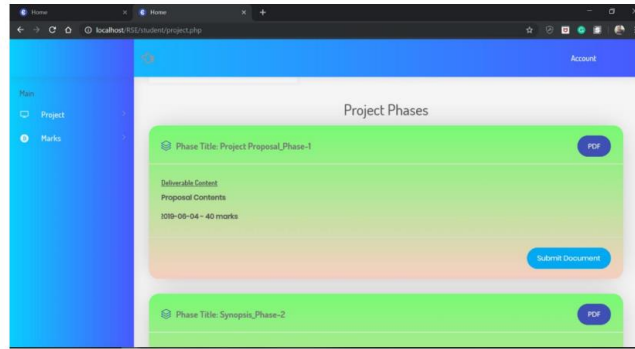 Home
Home
localhost/RSE/student/project.php
Account
Main
Project
Marks
Project Phases
Phase Title: Project Proposal_Phase-1
PDF
Deliverable Content
Proposal Contents
2019-06-04 - 40 marks
Submit Document
Phase Title: Synopsis_Phase-2
PDF